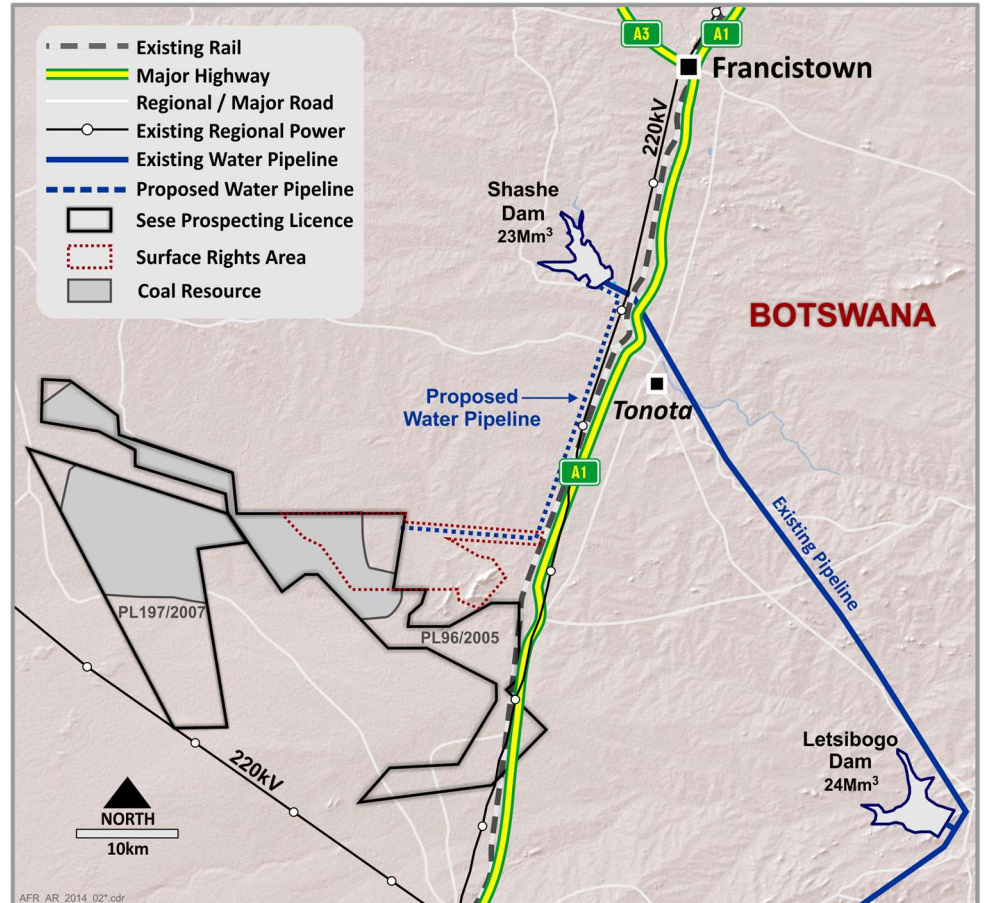 Existing Rail
Major Highway
Regional / Major Road
Existing Regional Power
Existing Water Pipeline
Proposed Water Pipeline
Sese Prospecting Licence
Surface Rights Area
Coal Resource
A3
A1
Francistown
220kV
Shashe
Dam
23Mm³
BOTSWANA
Proposed
Water Pipeline
Tonota
A1
Existing Pipeline
PL197/2007
PL96/2005
220kV
Letsibogo
Dam
24Mm³
NORTH
10km
AFR_AR_2014_02*.cdr